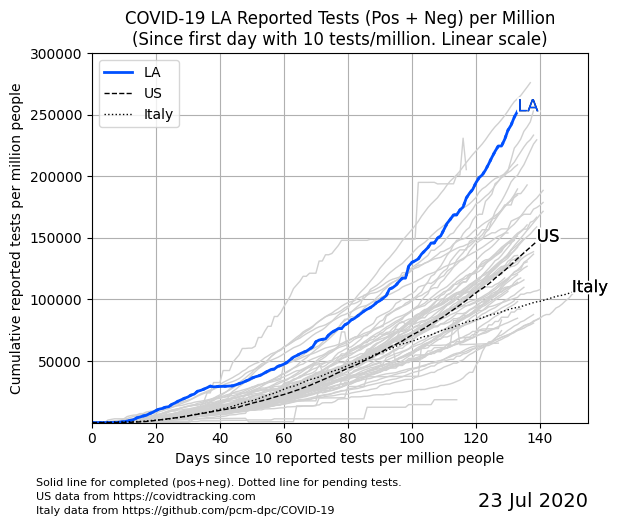 COVID-19 LA Reported Tests (Pos + Neg) per Million
(Since first day with 10 tests/million. Linear scale)
300000
250000
200000
150000
100000
50000
Cumulative reported tests per million people
LA
US
Italy
LA
US
Italy
0 20 40 60 80 100 120 140
Days since 10 reported tests per million people
Solid line for completed (pos+neg). Dotted line for pending tests.
US data from https://covidtracking.com
Italy data from https://github.com/pcm-dpc/COVID-19
23 Jul 2020